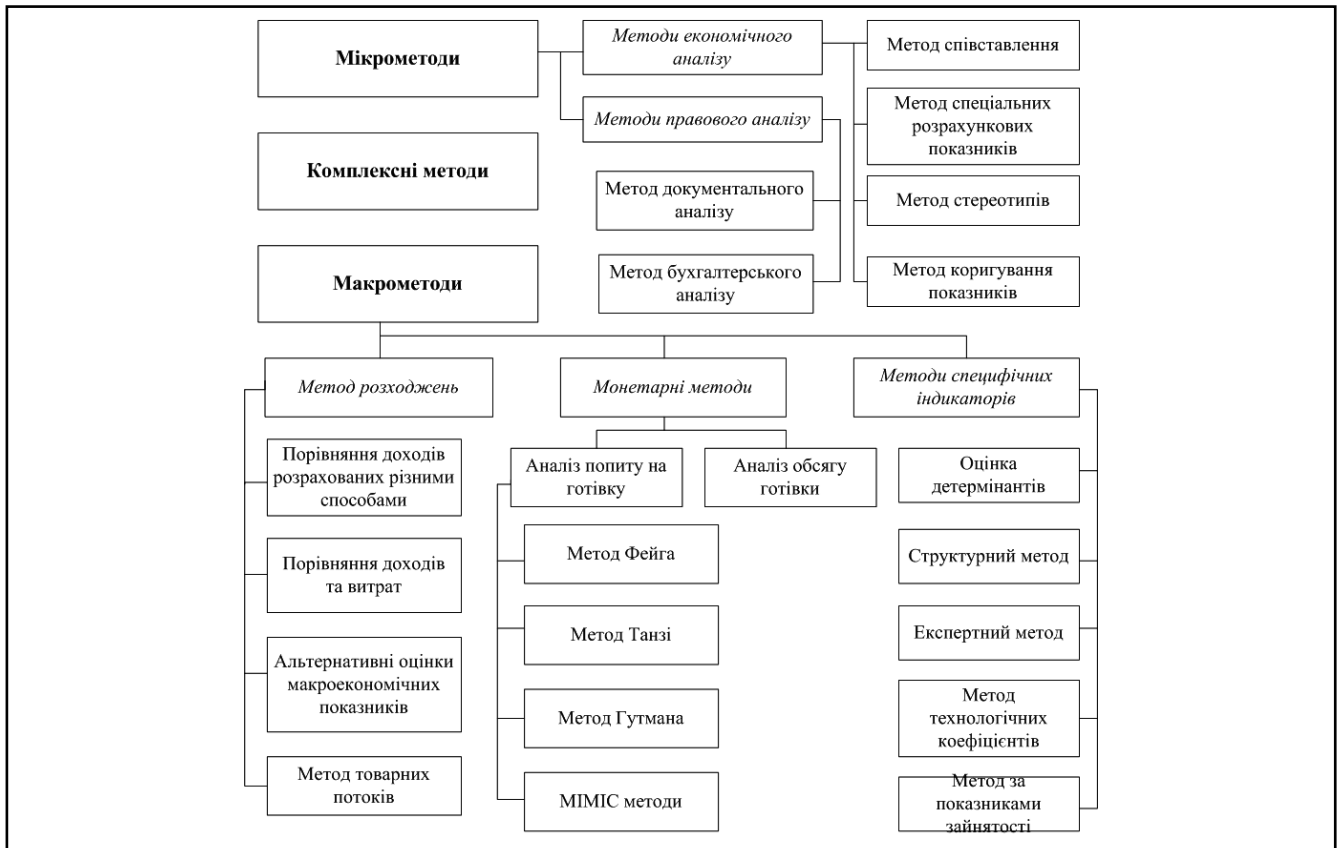 Мікрометоди
Методи економічного
аналізу
Методи правового аналізу
Метод співставлення
Метод спеціальних
розрахункових
показників
Метод стереотипів
Метод коригування
показників
Метод документального
аналізу
Метод бухгалтерського
аналізу
Комплексні методи
Макрометоди
Метод розходжень
Монетарні методи
Методи специфічних
індикаторів
Порівняння доходів
розрахованих різними
способами
Порівняння доходів
та витрат
Альтернативні оцінки
макроекономічних
показників
Метод товарних
потоків
Аналіз попиту на
готівку
Аналіз обсягу
готівки
Метод Фейга
Метод Танзі
Метод Гутмана
МІМІС методи
Оцінка
детермінантів
Структурний метод
Експертний метод
Метод
технологічних
коефіцієнтів
Метод за
показниками
зайнятості